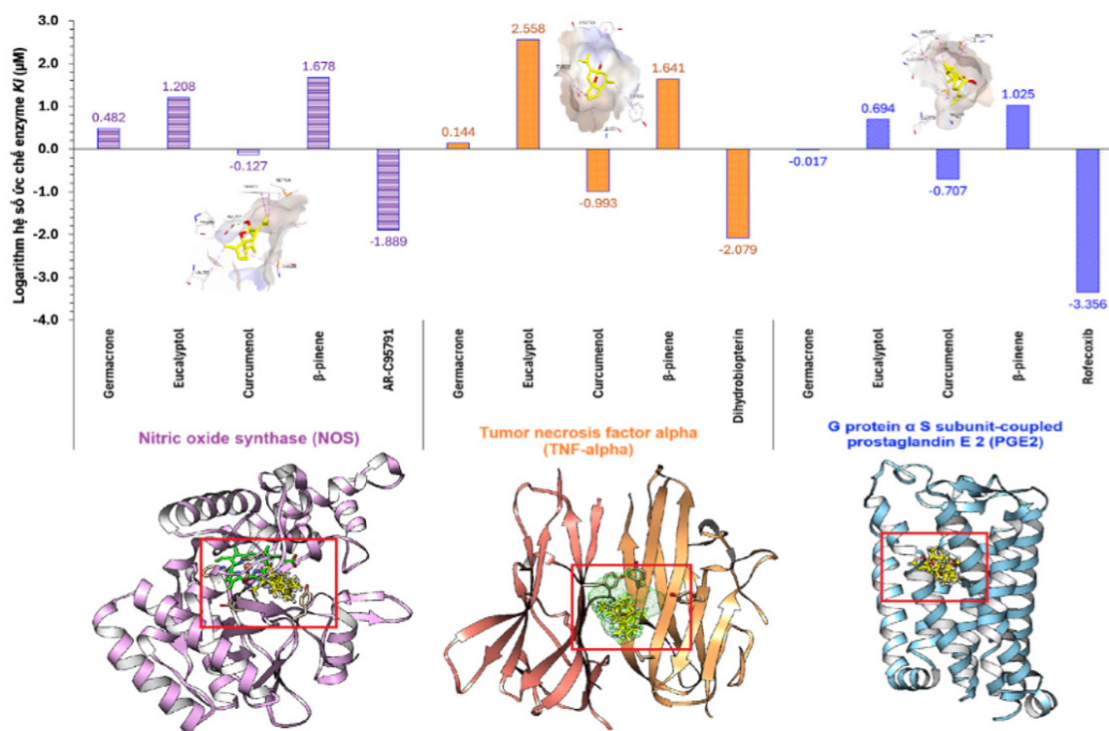 Logarithm hệ số ức chế enzyme Ki (µM)
3.0
2.0
1.0
0.0
-1.0
-2.0
-3.0
-4.0
0.482
1.208
-0.127
1.678
-1.889
0.144
2.558
-0.993
1.641
-2.079
-0.017
0.694
-0.707
1.025
-3.356
Germacrone
Eucalyptol
Curcumenol
β-pinene
AR-C95791
Germacrone
Eucalyptol
Curcumenol
β-pinene
Dihydrobiopterin
Germacrone
Eucalyptol
Curcumenol
β-pinene
Rofecoxib
Nitric oxide synthase (NOS)
Tumor necrosis factor alpha
(TNF-alpha)
G protein α S subunit-coupled
prostaglandin E 2 (PGE2)